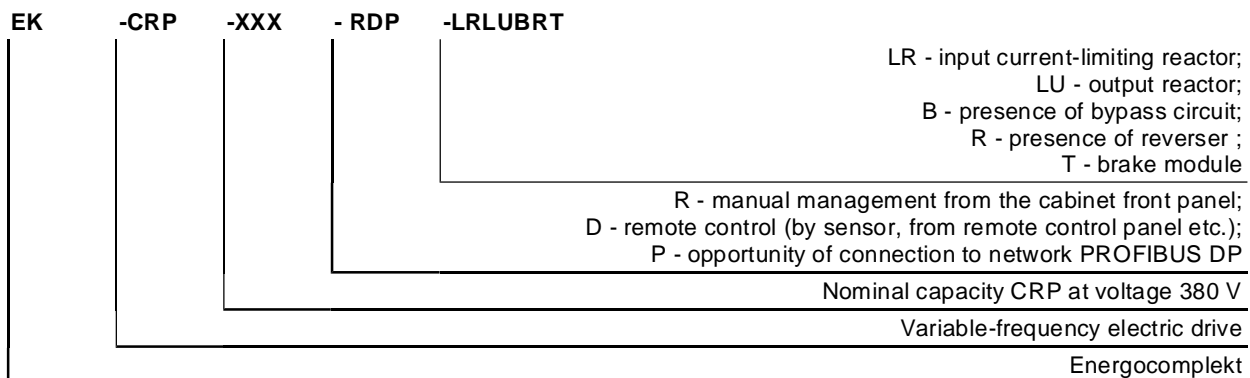 EK -CRP -XXX - RDP -LRLUBRT
LR - input current-limiting reactor;
LU - output reactor;
B - presence of bypass circuit;
R - presence of reverser ;
T - brake module
R - manual management from the cabinet front panel;
D - remote control (by sensor, from remote control panel etc.);
P - opportunity of connection to network PROFIBUS DP
Nominal capacity CRP at voltage 380 V
Variable-frequency electric drive
Energocomplekt